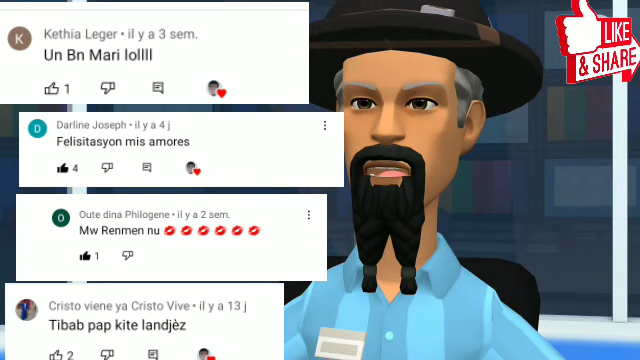 LIKE
& SHARE
K
Kethia Leger • il y a 3 sem.
Un Bn Mari lollll
1
D
Darline Joseph • il y a 4 j
Felisitasyon mis amores
4
O
Oute dina Philogene • il y a 2 sem.
Mw Renmen nu 💋💋💋💋💋💋
1
Cristo viene ya Cristo Vive • il y a 13 j
Tibab pap kite landjèz
2